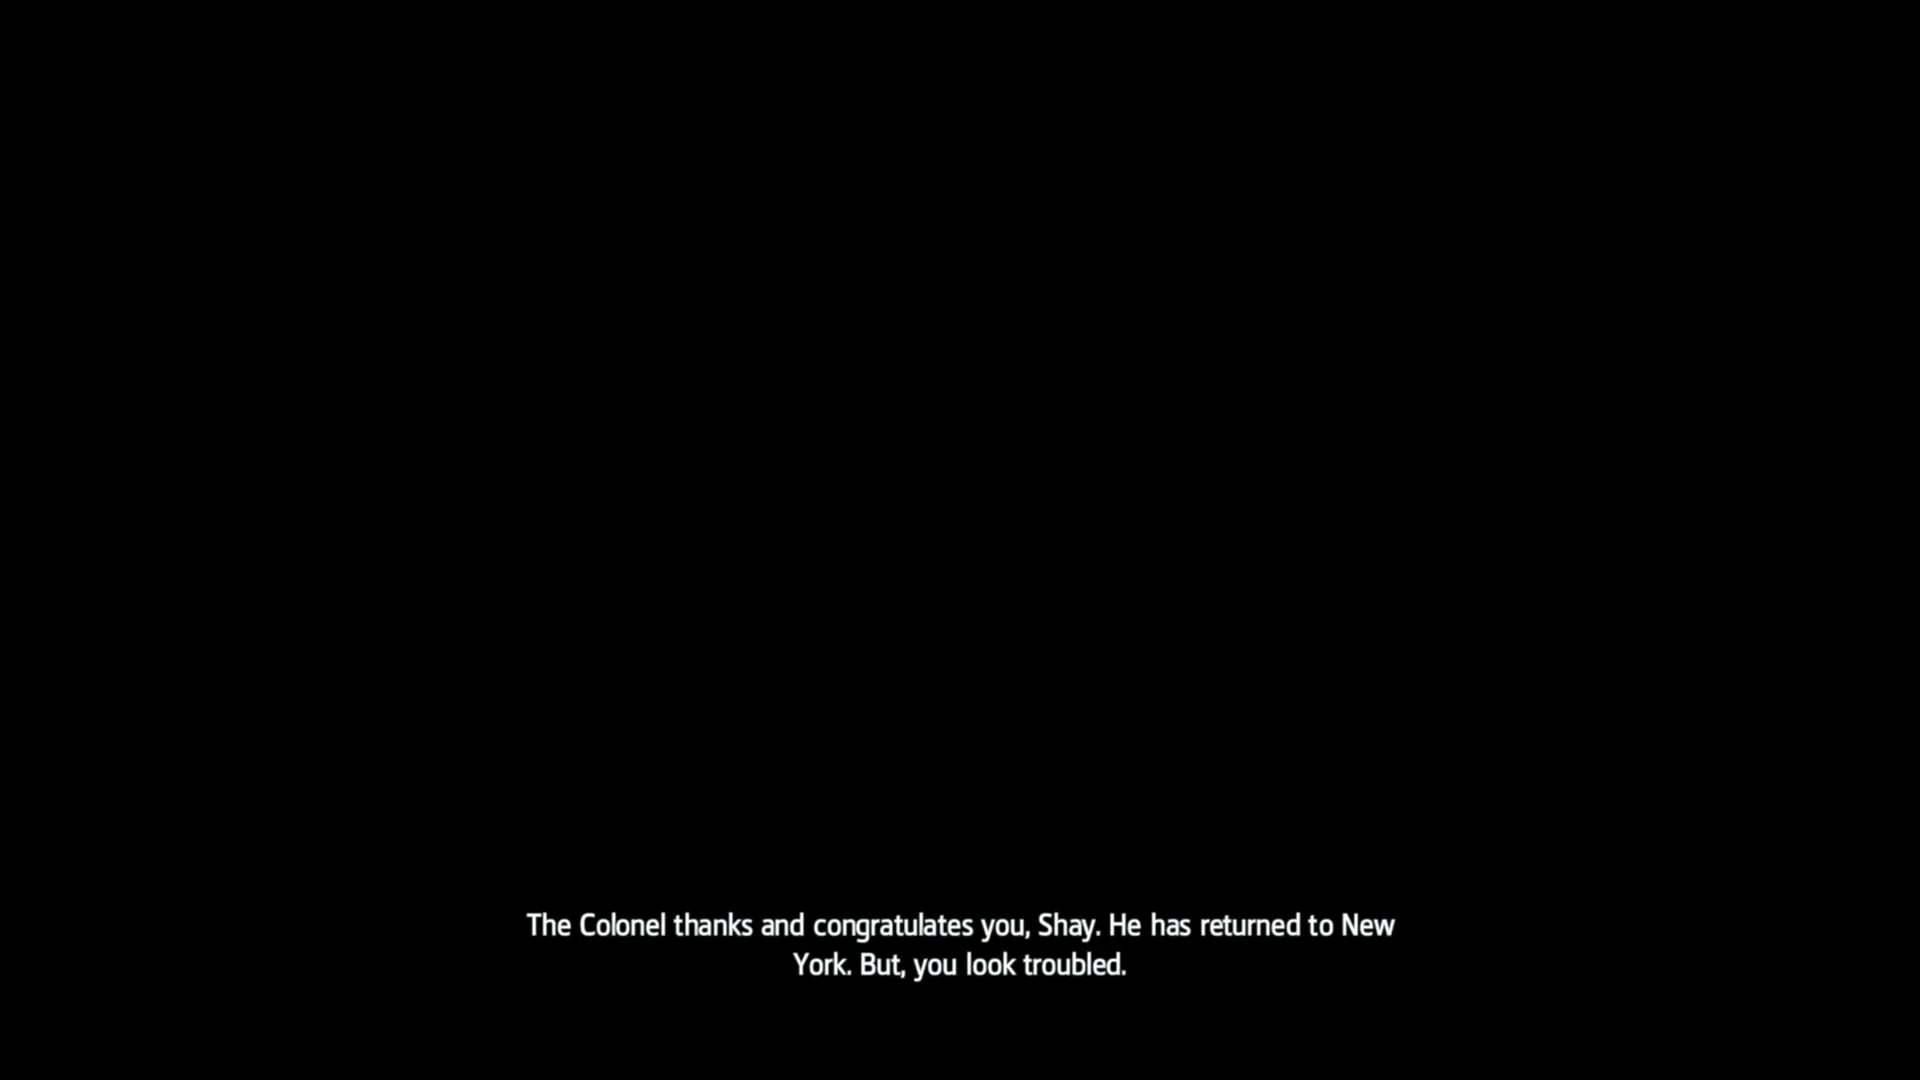 The Colonel thanks and congratulates you, Shay. He has returned to New
York. But, you look troubled.